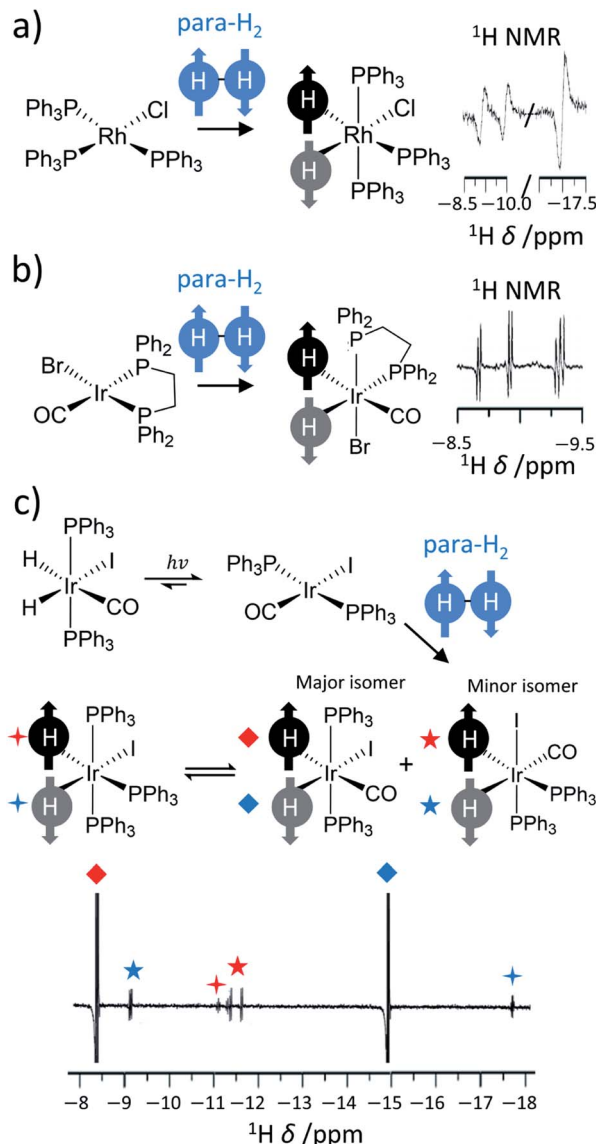 a)
para-H2
H H
Ph3P Cl
Rh
Ph3P PPh3
PPh3
H Cl
Rh
H PPh3
PPh3
1H NMR
−8.5 −10.0 −17.5
1H δ /ppm
b)
para-H2
H H
Ph2
Br P
Ir
OC P
Ph2
Ph2
P
H P
Ph2
Ir
H CO
Br
1H NMR
−8.5 −9.5
1H δ /ppm
c)
PPh3
H I
Ir
H CO
PPh3
hν
Ph3P I
Ir
OC PPh3
para-H2
H H
Major isomer
Minor isomer
PPh3
H I
Ir
H PPh3
PPh3
PPh3
H I
Ir
H CO
PPh3
+
I
H CO
Ir
H PPh3
PPh3
−8 −9 −10 −11 −12 −13 −14 −15 −16 −17 −18
1H δ /ppm